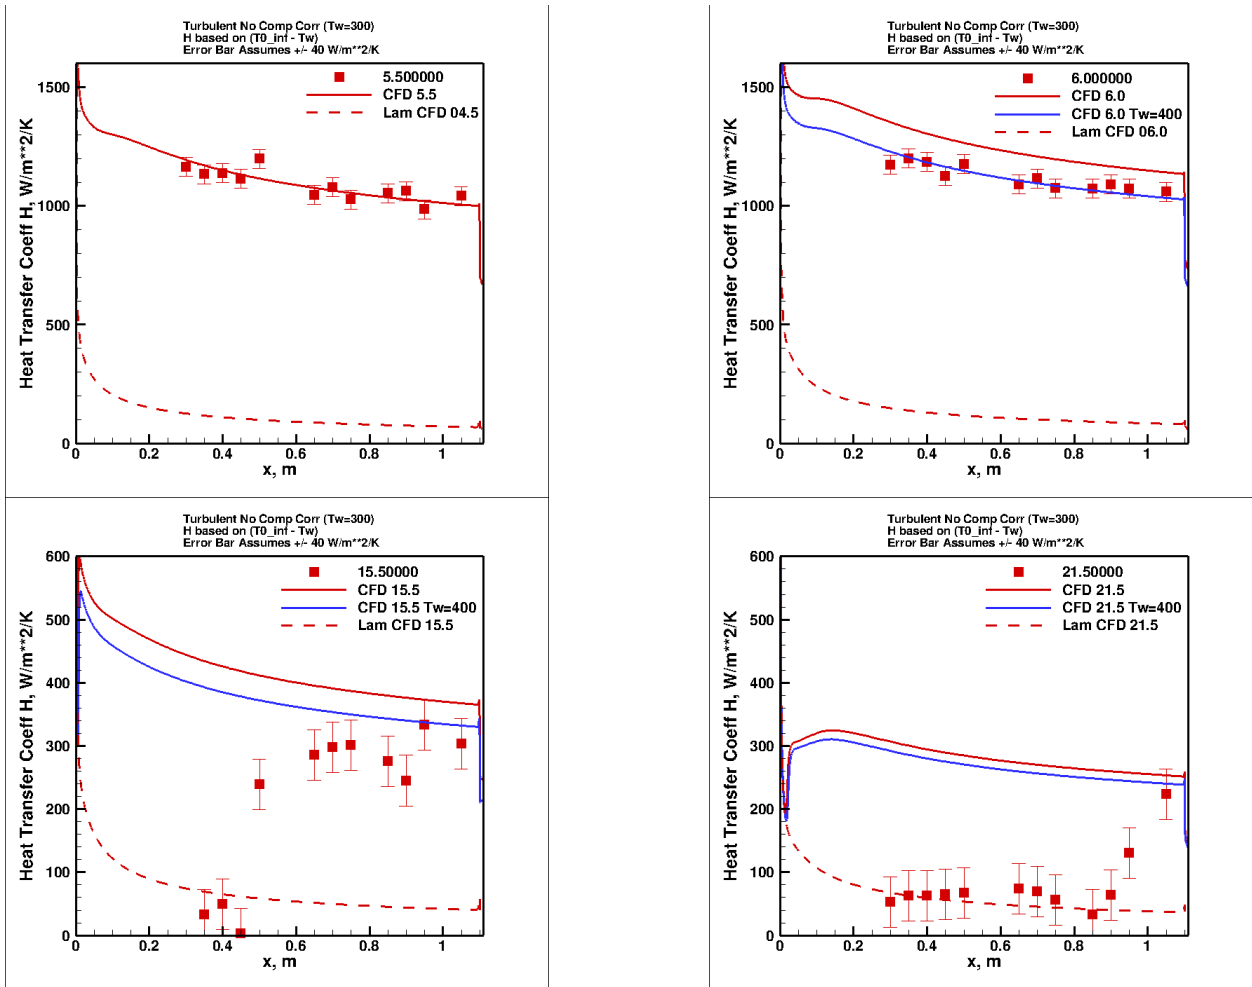 Turbulent No Comp Corr (Tw=300)
H based on (T0_inf - Tw)
Error Bar Assumes +/- 40 W/m**2/K
5.500000
CFD 5.5
Lam CFD 04.5
Heat Transfer Coeff H, W/m**2/K
1500
1000
500
0
0 0.2 0.4 0.6 0.8 1
x, m
Turbulent No Comp Corr (Tw=300)
H based on (T0_inf - Tw)
Error Bar Assumes +/- 40 W/m**2/K
6.000000
CFD 6.0
CFD 6.0 Tw=400
Lam CFD 06.0
Heat Transfer Coeff H, W/m**2/K
1500
1000
500
0
0 0.2 0.4 0.6 0.8 1
x, m
Turbulent No Comp Corr (Tw=300)
H based on (T0_inf - Tw)
Error Bar Assumes +/- 40 W/m**2/K
15.50000
CFD 15.5
CFD 15.5 Tw=400
Lam CFD 15.5
Heat Transfer Coeff H, W/m**2/K
600
500
400
300
200
100
0
0 0.2 0.4 0.6 0.8 1
x, m
Turbulent No Comp Corr (Tw=300)
H based on (T0_inf - Tw)
Error Bar Assumes +/- 40 W/m**2/K
21.50000
CFD 21.5
CFD 21.5 Tw=400
Lam CFD 21.5
Heat Transfer Coeff H, W/m**2/K
600
500
400
300
200
100
0
0 0.2 0.4 0.6 0.8 1
x, m